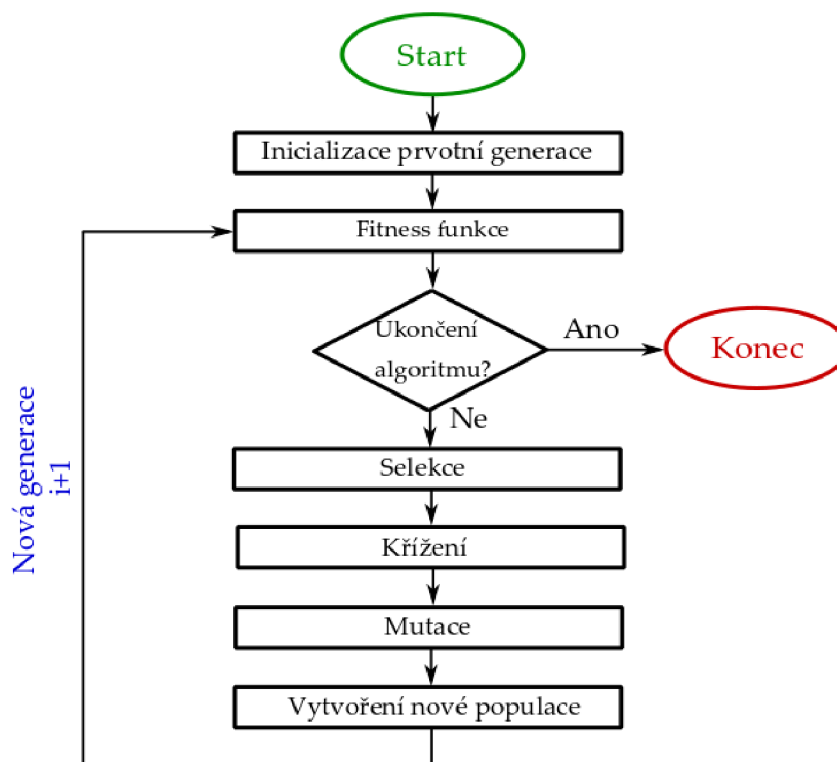 Start
Inicializace prvotní generace
Fitness funkce
Ukončení
algoritmu?
Ano
Konec
Ne
Selekce
Křížení
Mutace
Vytvoření nové populace
Nová generace
i+1